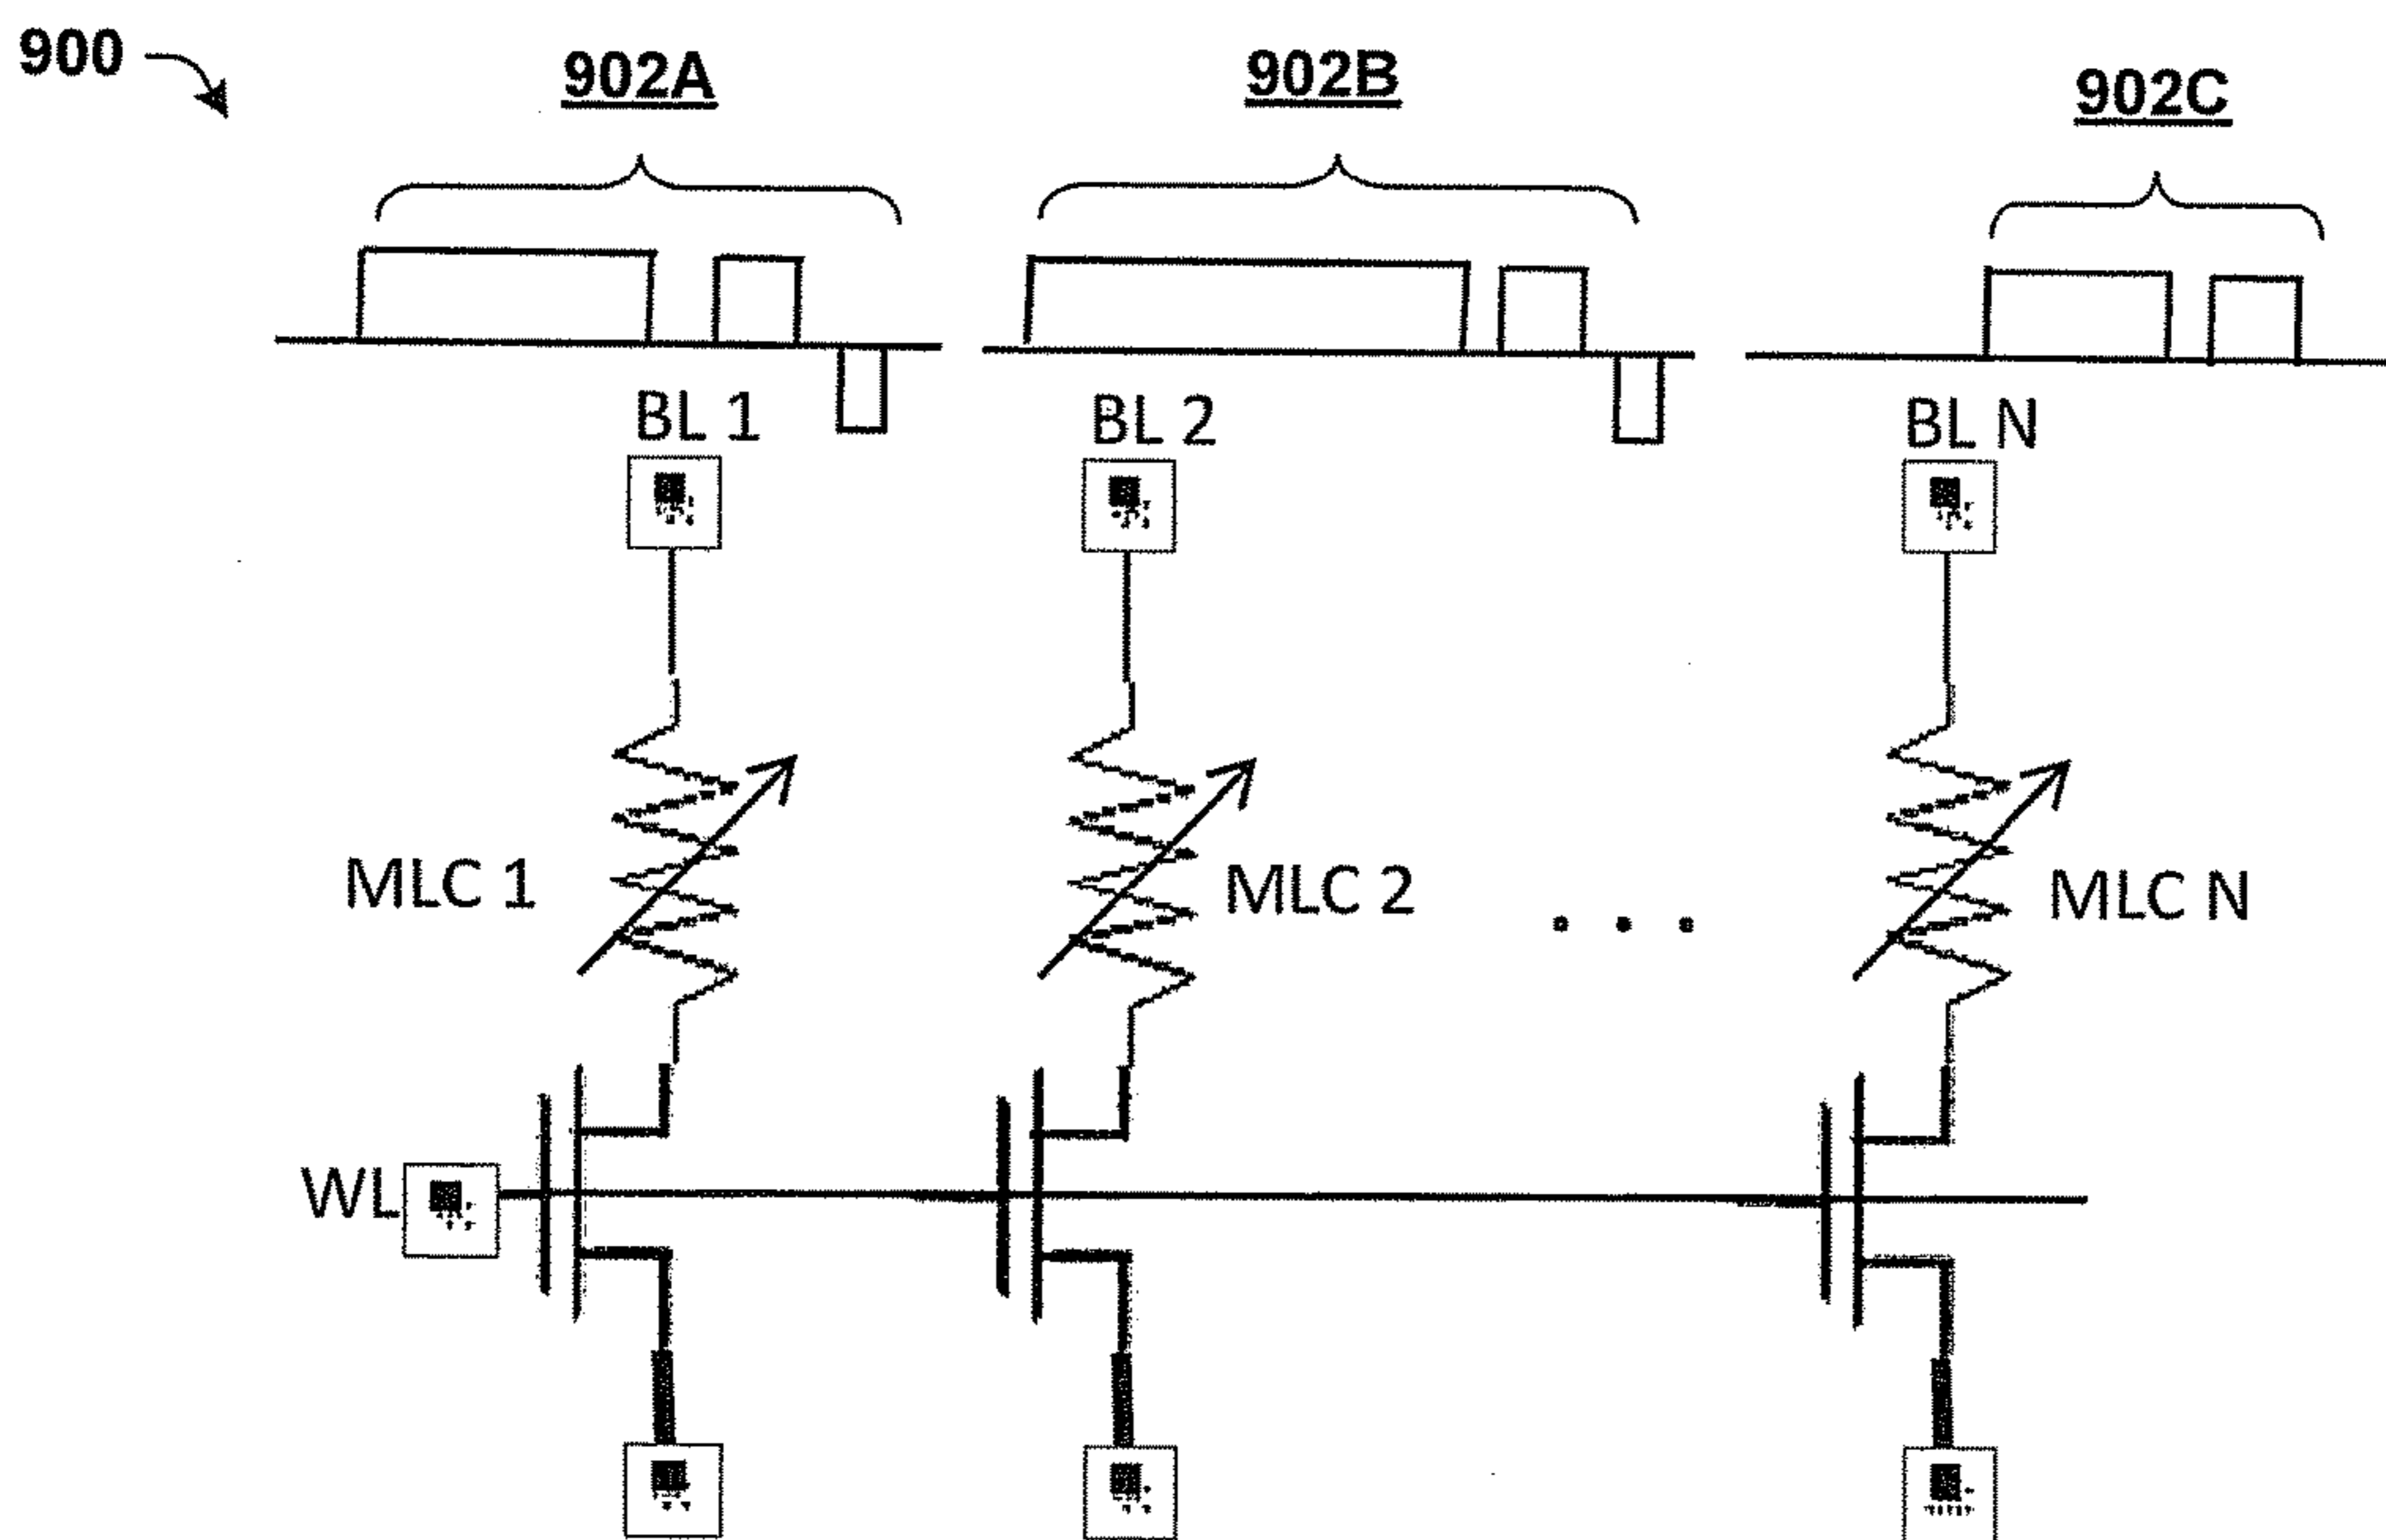 900
902A
902B
902C
BL 1
BL 2
BL N
MLC 1
MLC 2
. . .
MLC N
WL